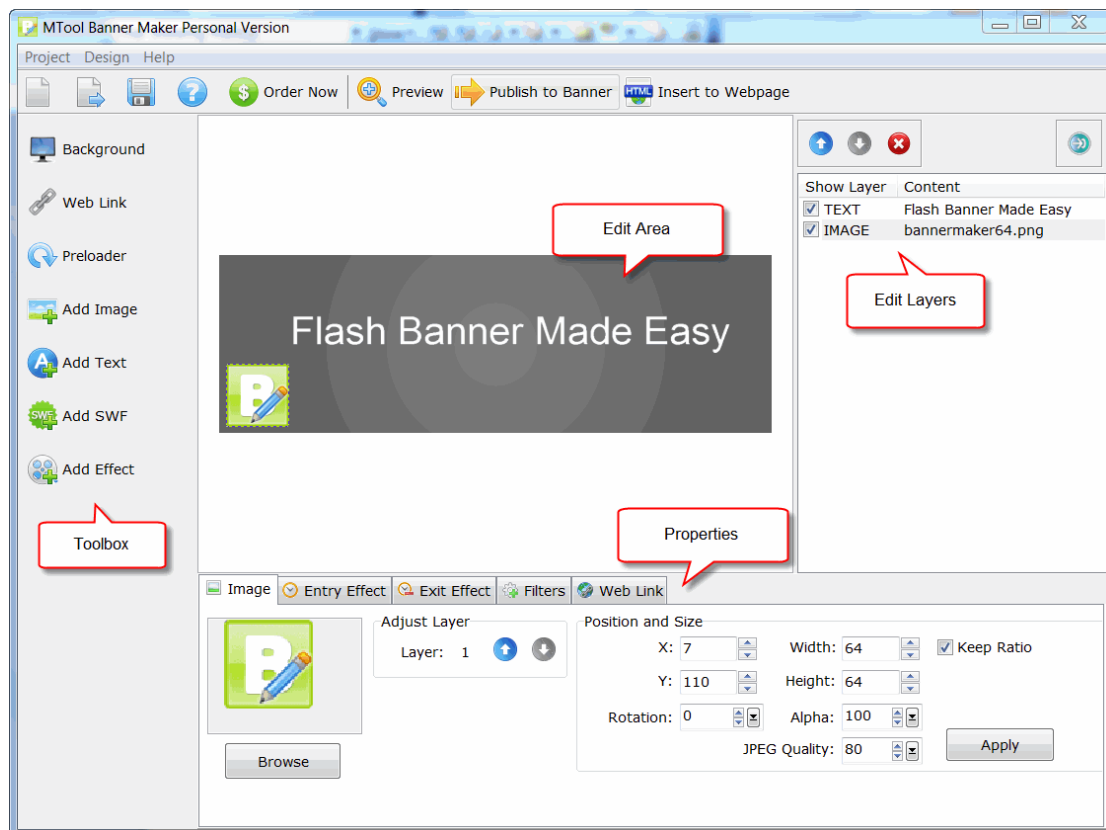 MTool Banner Maker Personal Version
Project Design Help
$ Order Now Preview Publish to Banner HTML Insert to Webpage
Background
Web Link
Preloader
Add Image
A Add Text
SWF Add SWF
Add Effect
Toolbox
Edit Area
Flash Banner Made Easy
B
Show Layer Content
TEXT Flash Banner Made Easy
IMAGE bannermaker64.png
Edit Layers
Properties
Image Entry Effect Exit Effect Filters Web Link
B
Browse
Adjust Layer
Layer: 1
Position and Size
X: 7 Width: 64 Keep Ratio
Y: 110 Height: 64
Rotation: 0 Alpha: 100
JPEG Quality: 80 Apply